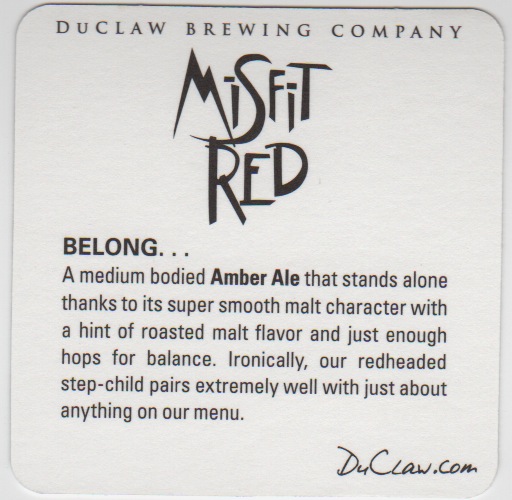 DUCLAW BREWING COMPANY
MiSFiT
RED
BELONG. . .
A medium bodied Amber Ale that stands alone
thanks to its super smooth malt character with
a hint of roasted malt flavor and just enough
hops for balance. Ironically, our redheaded
step-child pairs extremely well with just about
anything on our menu.
DuClaw.com